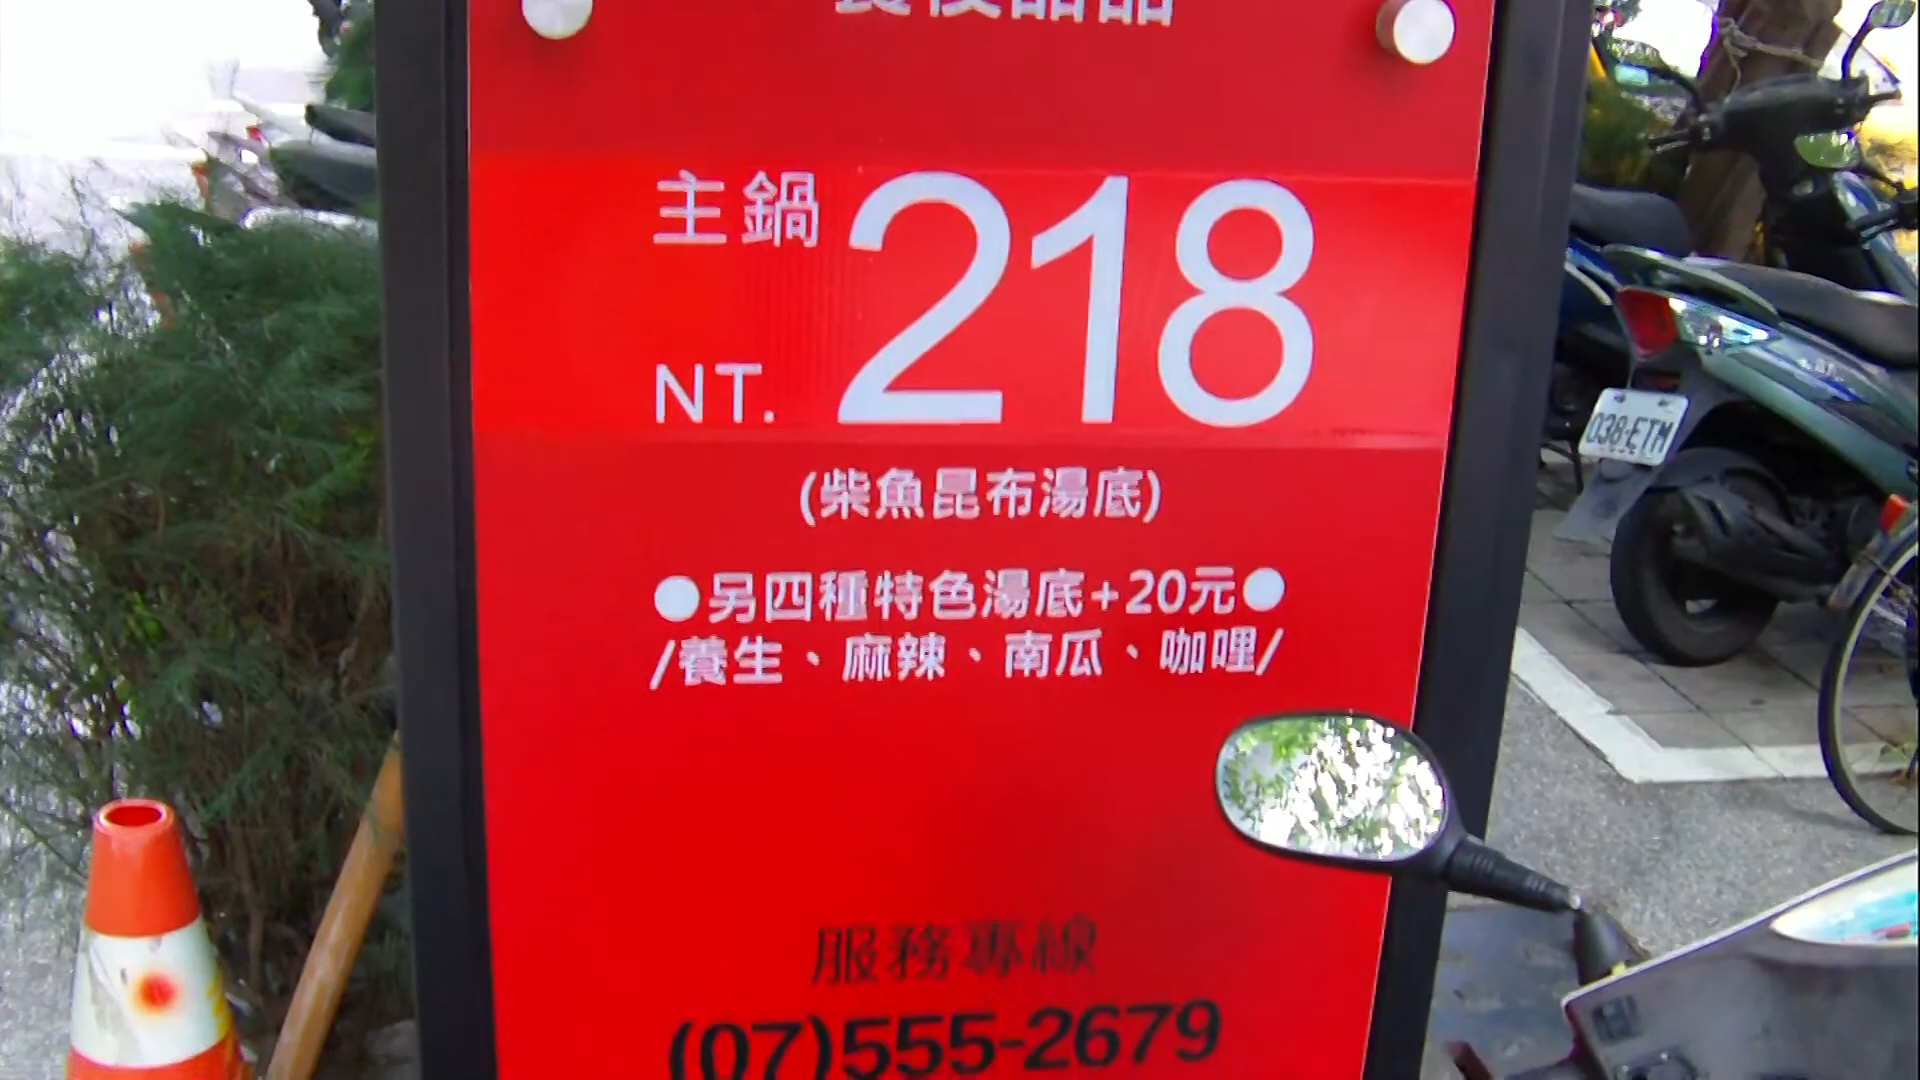 主鍋 218
NT.
(柴魚昆布湯底)
●另四種特色湯底+20元●
/養生、麻辣、南瓜、咖哩/
服務專線
(07)555-2679
038-ETM